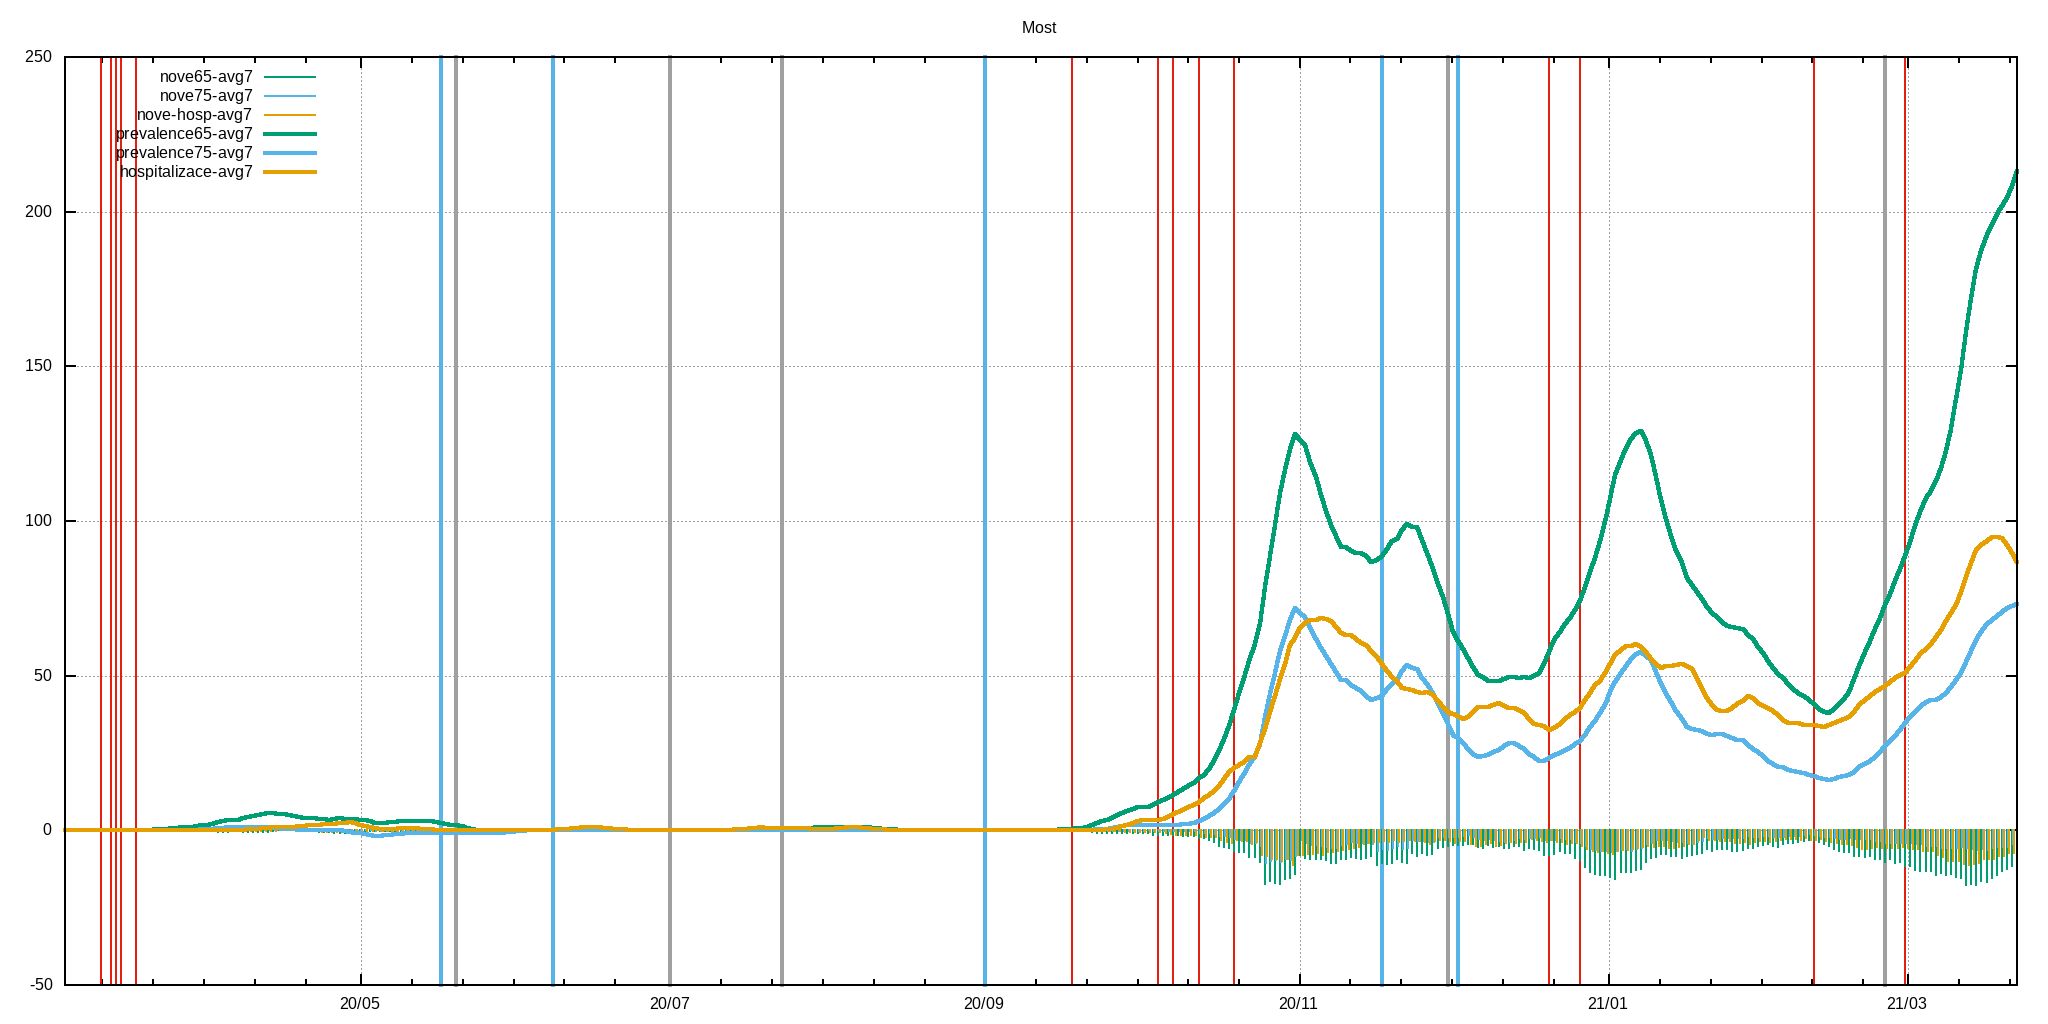 Most
250
nove65-avg7
nove75-avg7
nove-hosp-avg7
prevalence65-avg7
prevalence75-avg7
hospitalizace-avg7
200
150
100
50
0
-50
20/05 20/07 20/09 20/11 21/01 21/03